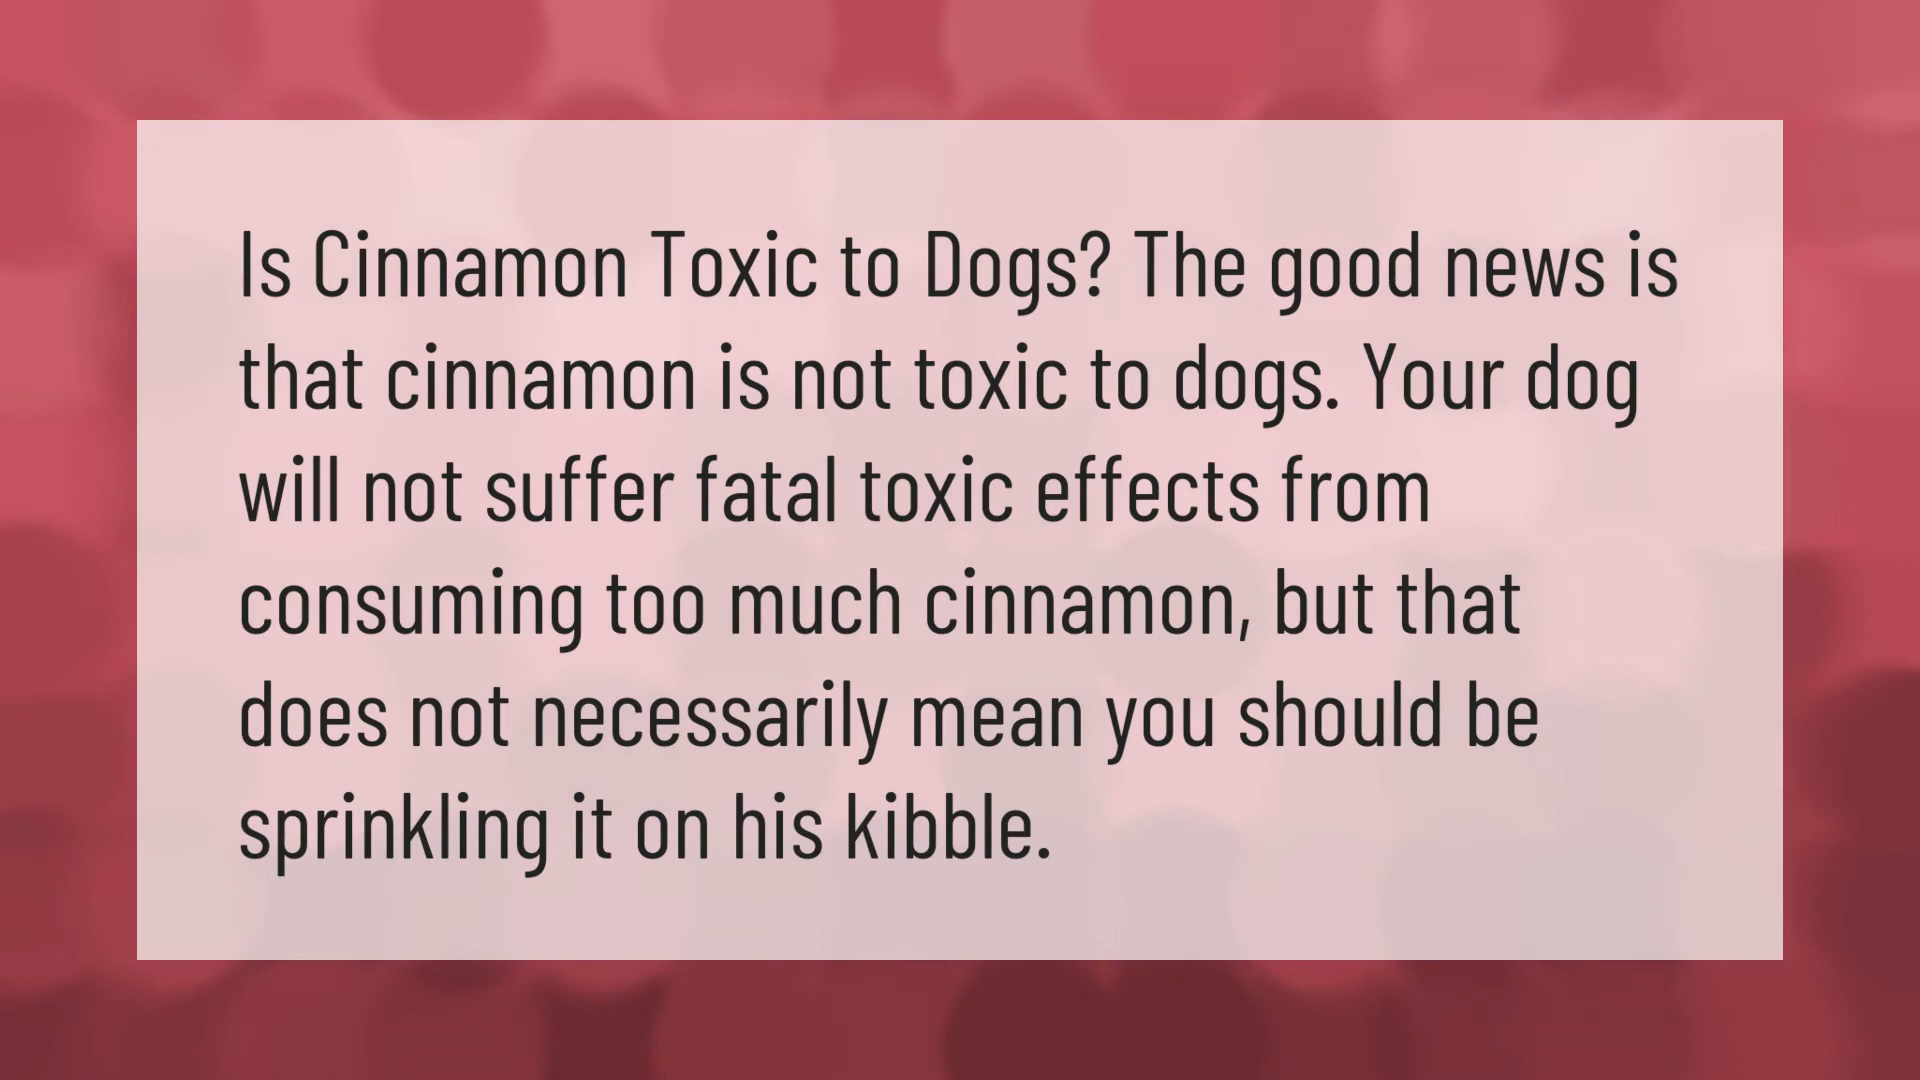 Is Cinnamon Toxic to Dogs? The good news is
that cinnamon is not toxic to dogs. Your dog
will not suffer fatal toxic effects from
consuming too much cinnamon, but that
does not necessarily mean you should be
sprinkling it on his kibble.